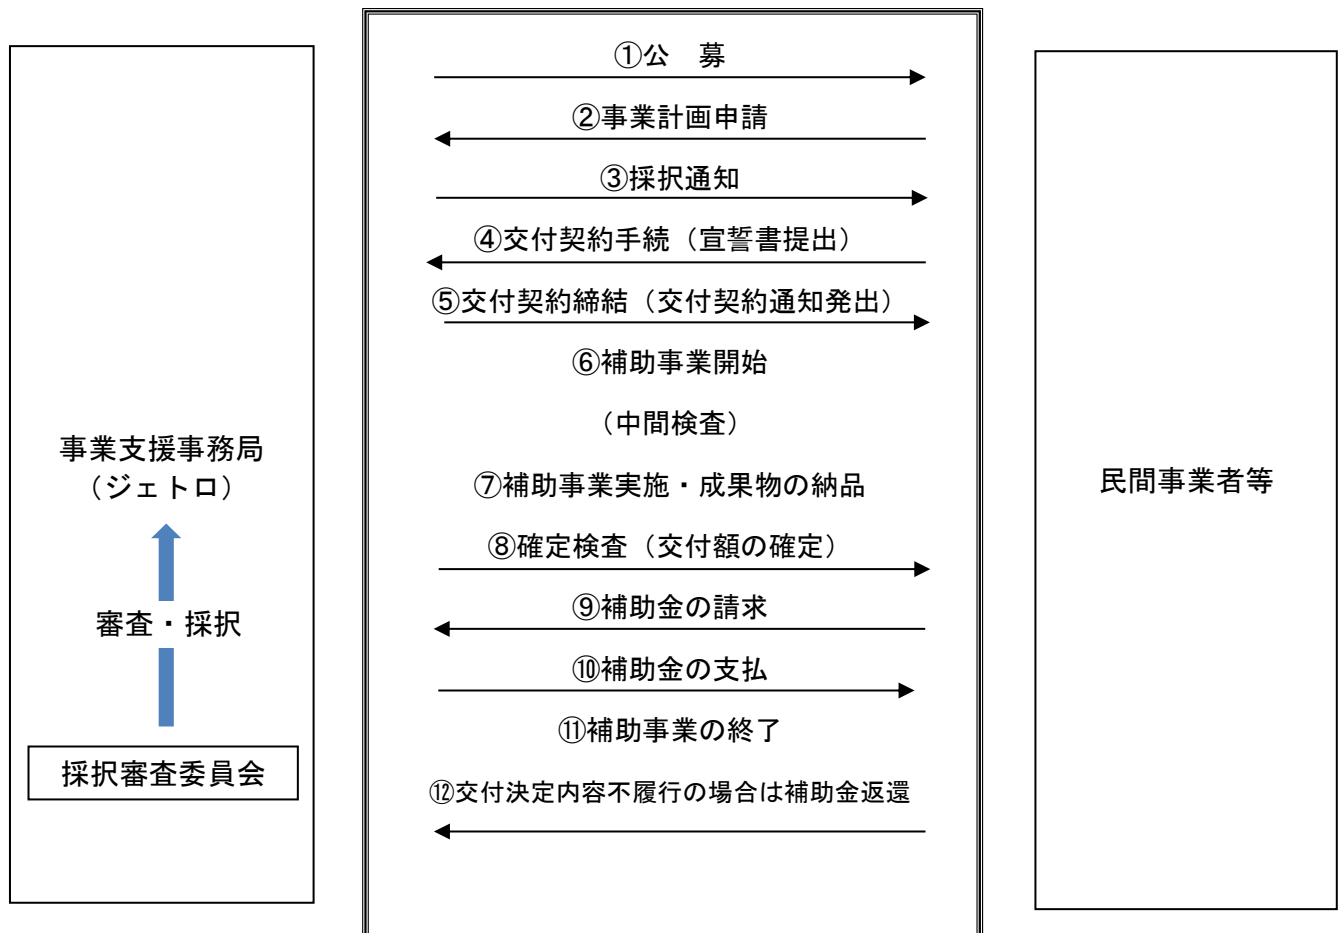 事業支援事務局
（ジェトロ）
審査・採択
採択審査委員会
①公　募
②事業計画申請
③採択通知
④交付契約手続（宣誓書提出）
⑤交付契約締結（交付契約通知発出）
⑥補助事業開始
（中間検査）
⑦補助事業実施・成果物の納品
⑧確定検査（交付額の確定）
⑨補助金の請求
⑩補助金の支払
⑪補助事業の終了
⑫交付決定内容不履行の場合は補助金返還
民間事業者等